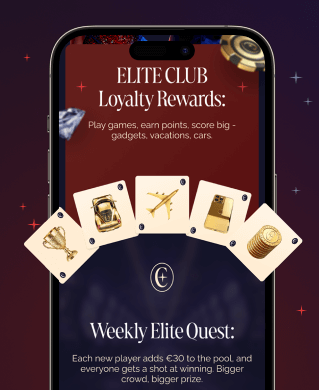 ELITE CLUB
Loyalty Rewards:
Play games, earn points, score big -
gadgets, vacations, cars.
Weekly Elite Quest:
Each new player adds €30 to the pool, and
everyone gets a shot at winning. Bigger
crowd, bigger prize.